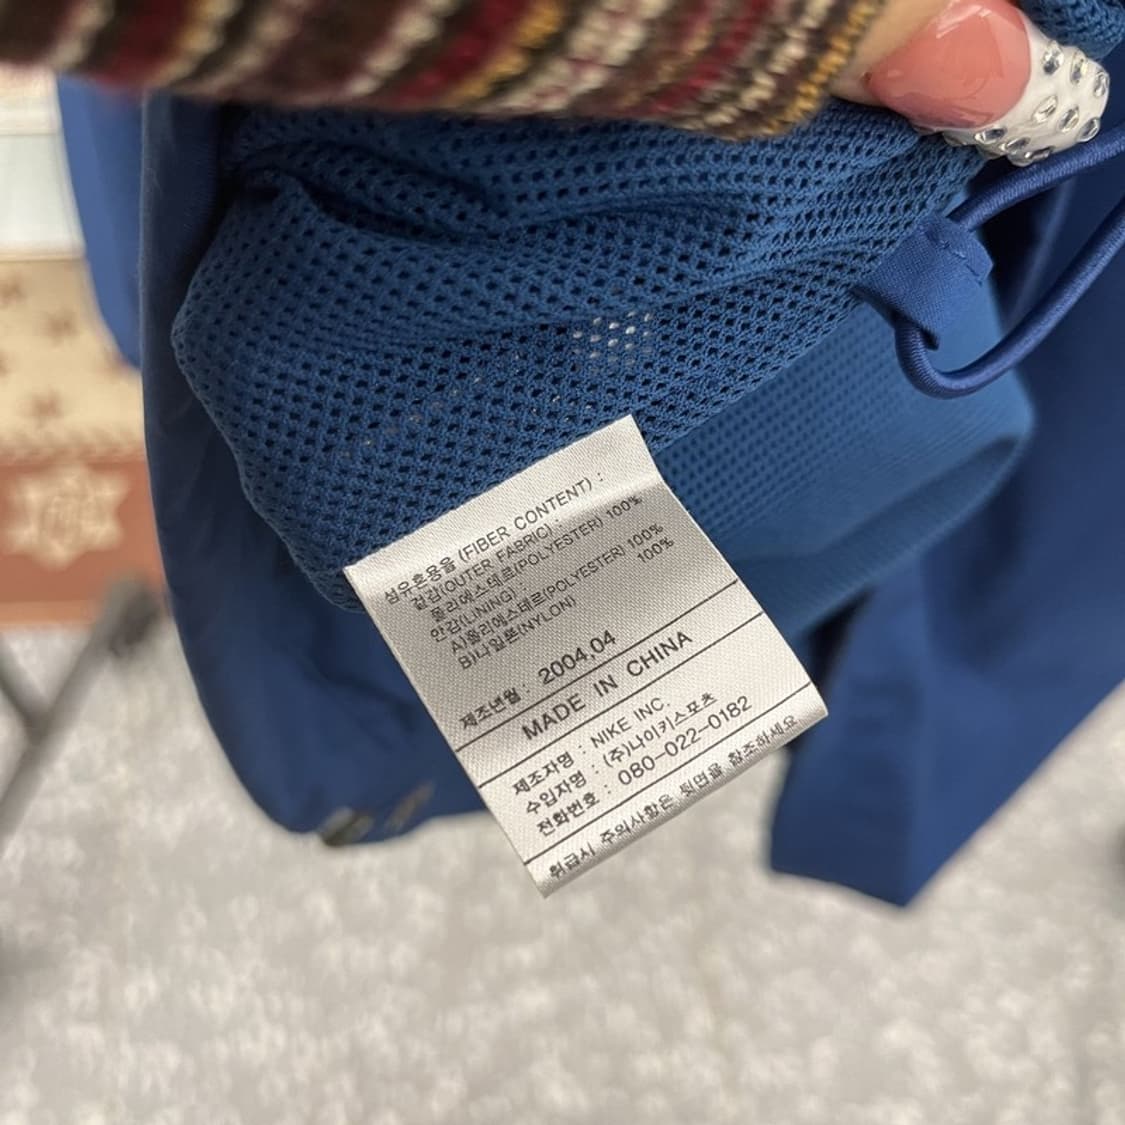 섬유혼용율 (FIBER CONTENT) :
겉감(OUTER FABRIC) :
폴리에스테르(POLYESTER) 100%
안감(LINING) :
A)폴리에스테르(POLYESTER) 100%
B)나일론(NYLON) 100%
제조년월 : 2004.04
MADE IN CHINA
제조자명 : NIKE INC.
수입자명 : (주)나이키스포츠
전화번호 : 080-022-0182
취급시 주의사항은 뒷면을 참조하세요